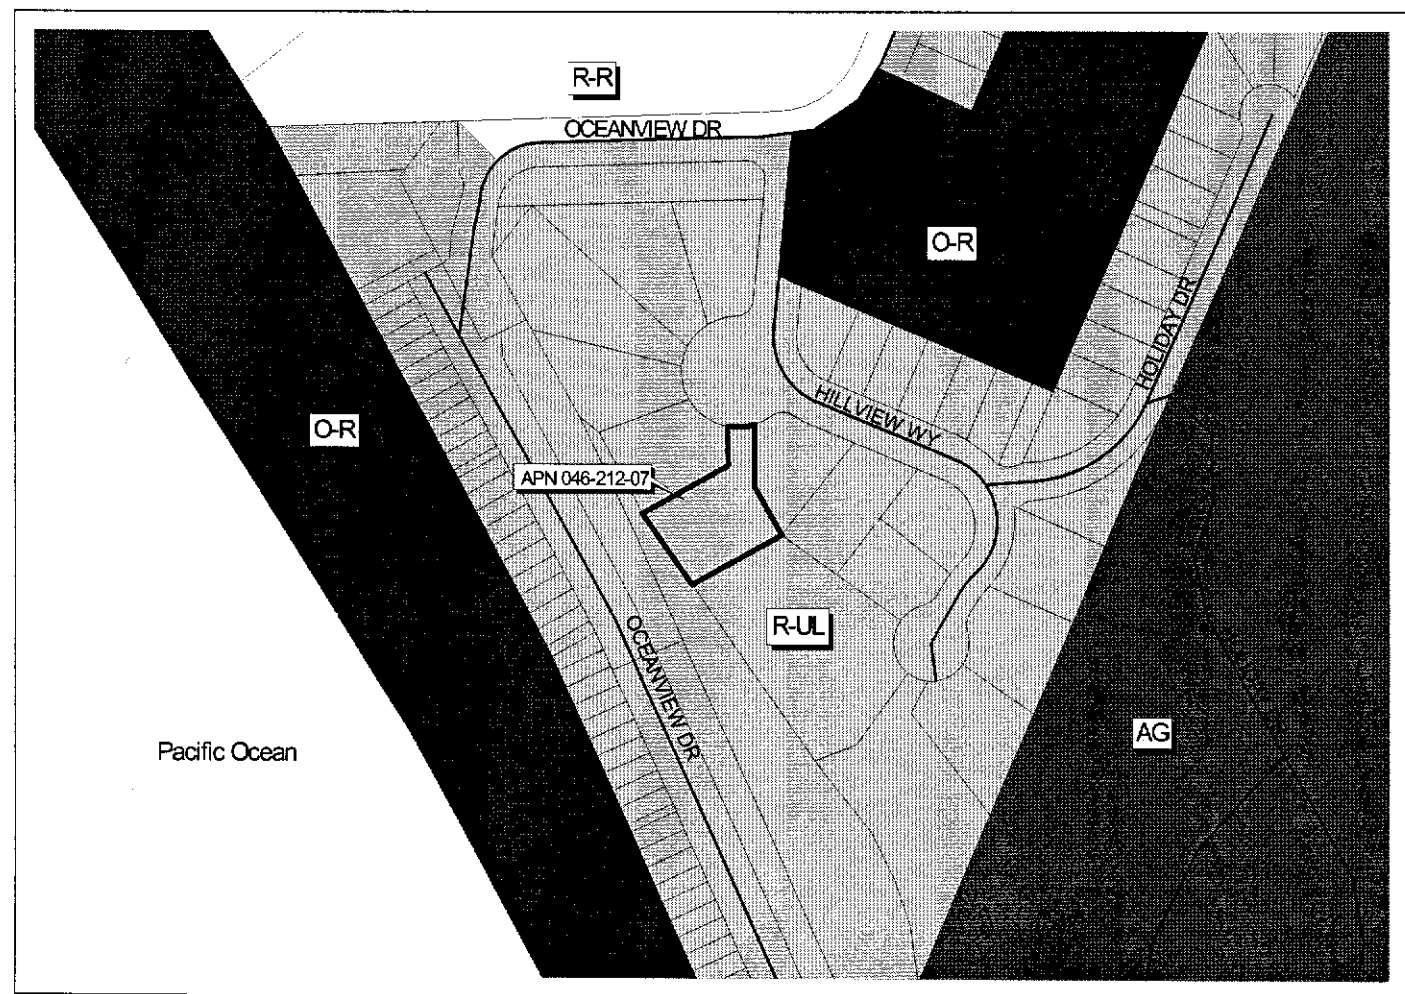 R-R
OCEANVIEW DR
O-R
HOLIDAY DR
HILLVIEW WY
O-R
APN 046-212-07
R-UL
OCEANVIEW DR
AG
Pacific Ocean